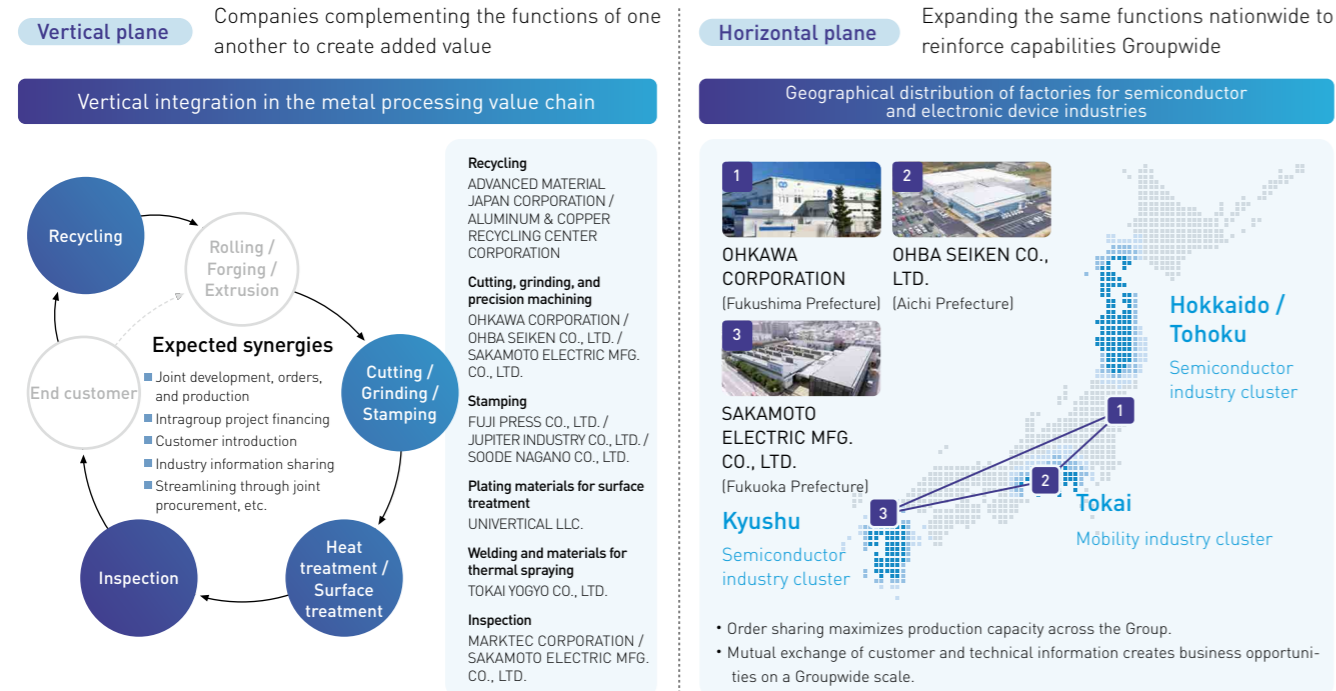 Vertical plane
Companies complementing the functions of one
another to create added value
Vertical integration in the metal processing value chain
Recycling
Rolling /
Forging /
Extrusion
Cutting /
Grinding /
Stamping
Heat
treatment /
Surface
treatment
Inspection
End customer
Expected synergies
■ Joint development, orders,
and production
■ Intragroup project financing
■ Customer introduction
■ Industry information sharing
■ Streamlining through joint
procurement, etc.
Recycling
ADVANCED MATERIAL
JAPAN CORPORATION /
ALUMINUM & COPPER
RECYCLING CENTER
CORPORATION
Cutting, grinding, and
precision machining
OHKAWA CORPORATION /
OHBA SEIKEN CO., LTD. /
SAKAMOTO ELECTRIC MFG.
CO., LTD.
Stamping
FUJI PRESS CO., LTD. /
JUPITER INDUSTRY CO., LTD. /
SOODE NAGANO CO., LTD.
Plating materials for surface
treatment
UNIVERTICAL LLC.
Welding and materials for
thermal spraying
TOKAI YOGYO CO., LTD.
Inspection
MARKTEC CORPORATION /
SAKAMOTO ELECTRIC MFG.
CO., LTD.
Horizontal plane
Expanding the same functions nationwide to
reinforce capabilities Groupwide
Geographical distribution of factories for semiconductor
and electronic device industries
1
OHKAWA
CORPORATION
(Fukushima Prefecture)
2
OHBA SEIKEN CO.,
LTD.
(Aichi Prefecture)
3
SAKAMOTO
ELECTRIC MFG.
CO., LTD.
(Fukuoka Prefecture)
Hokkaido /
Tohoku
Semiconductor
industry cluster
1
2
3
Tokai
Mobility industry cluster
Kyushu
Semiconductor
industry cluster
• Order sharing maximizes production capacity across the Group.
• Mutual exchange of customer and technical information creates business opportuni-
ties on a Groupwide scale.